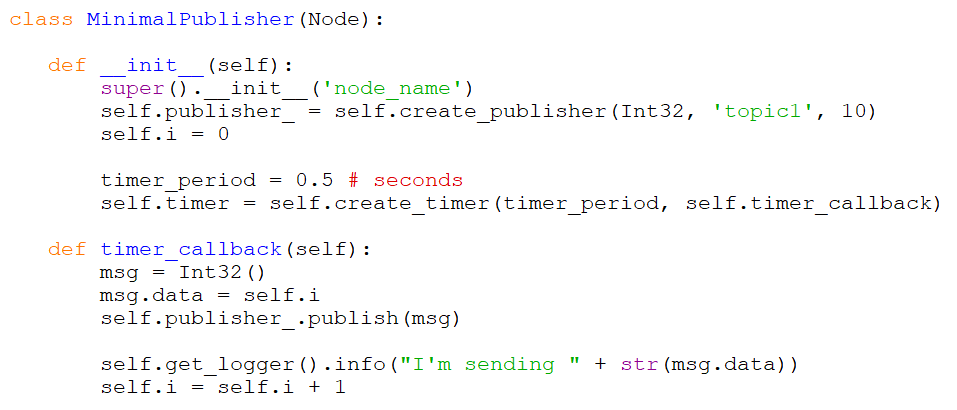 class MinimalPublisher(Node):
def __init__(self):
super().__init__('node_name')
self.publisher_ = self.create_publisher(Int32, 'topic1', 10)
self.i = 0
timer_period = 0.5 # seconds
self.timer = self.create_timer(timer_period, self.timer_callback)
def timer_callback(self):
msg = Int32()
msg.data = self.i
self.publisher_.publish(msg)
self.get_logger().info("I'm sending " + str(msg.data))
self.i = self.i + 1